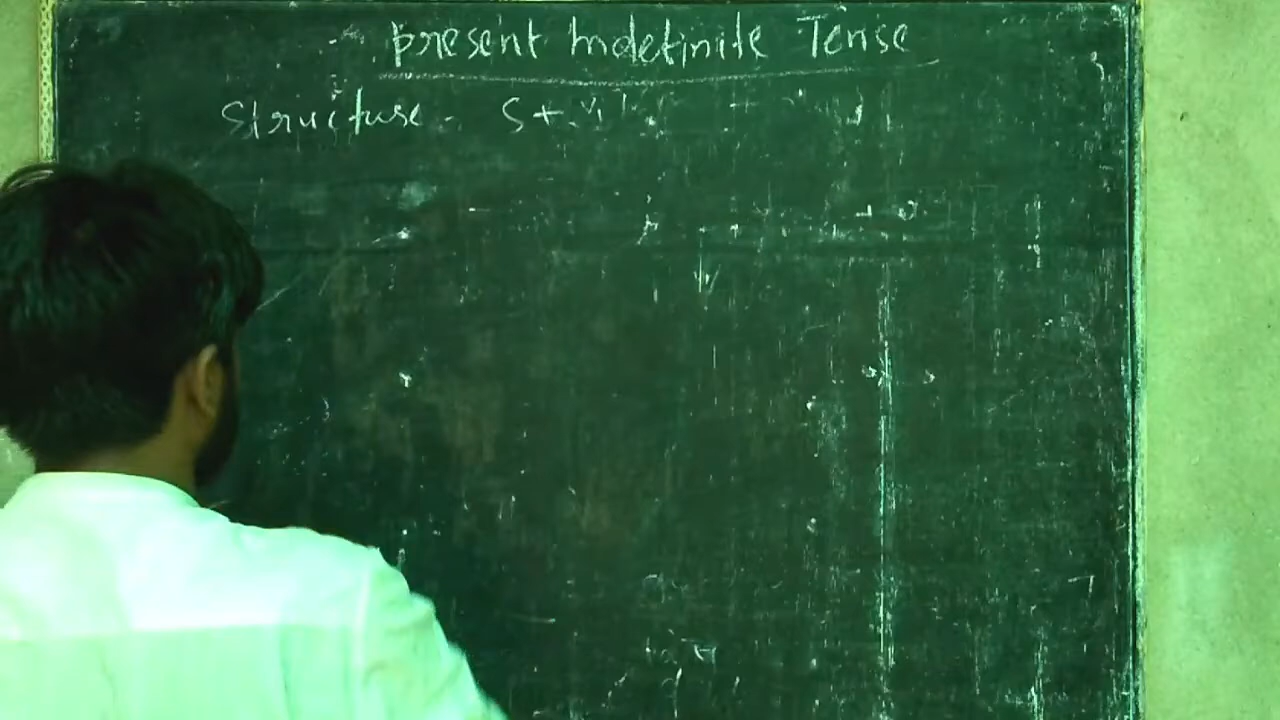 Present Indefinite Tense
Structure - S + V1